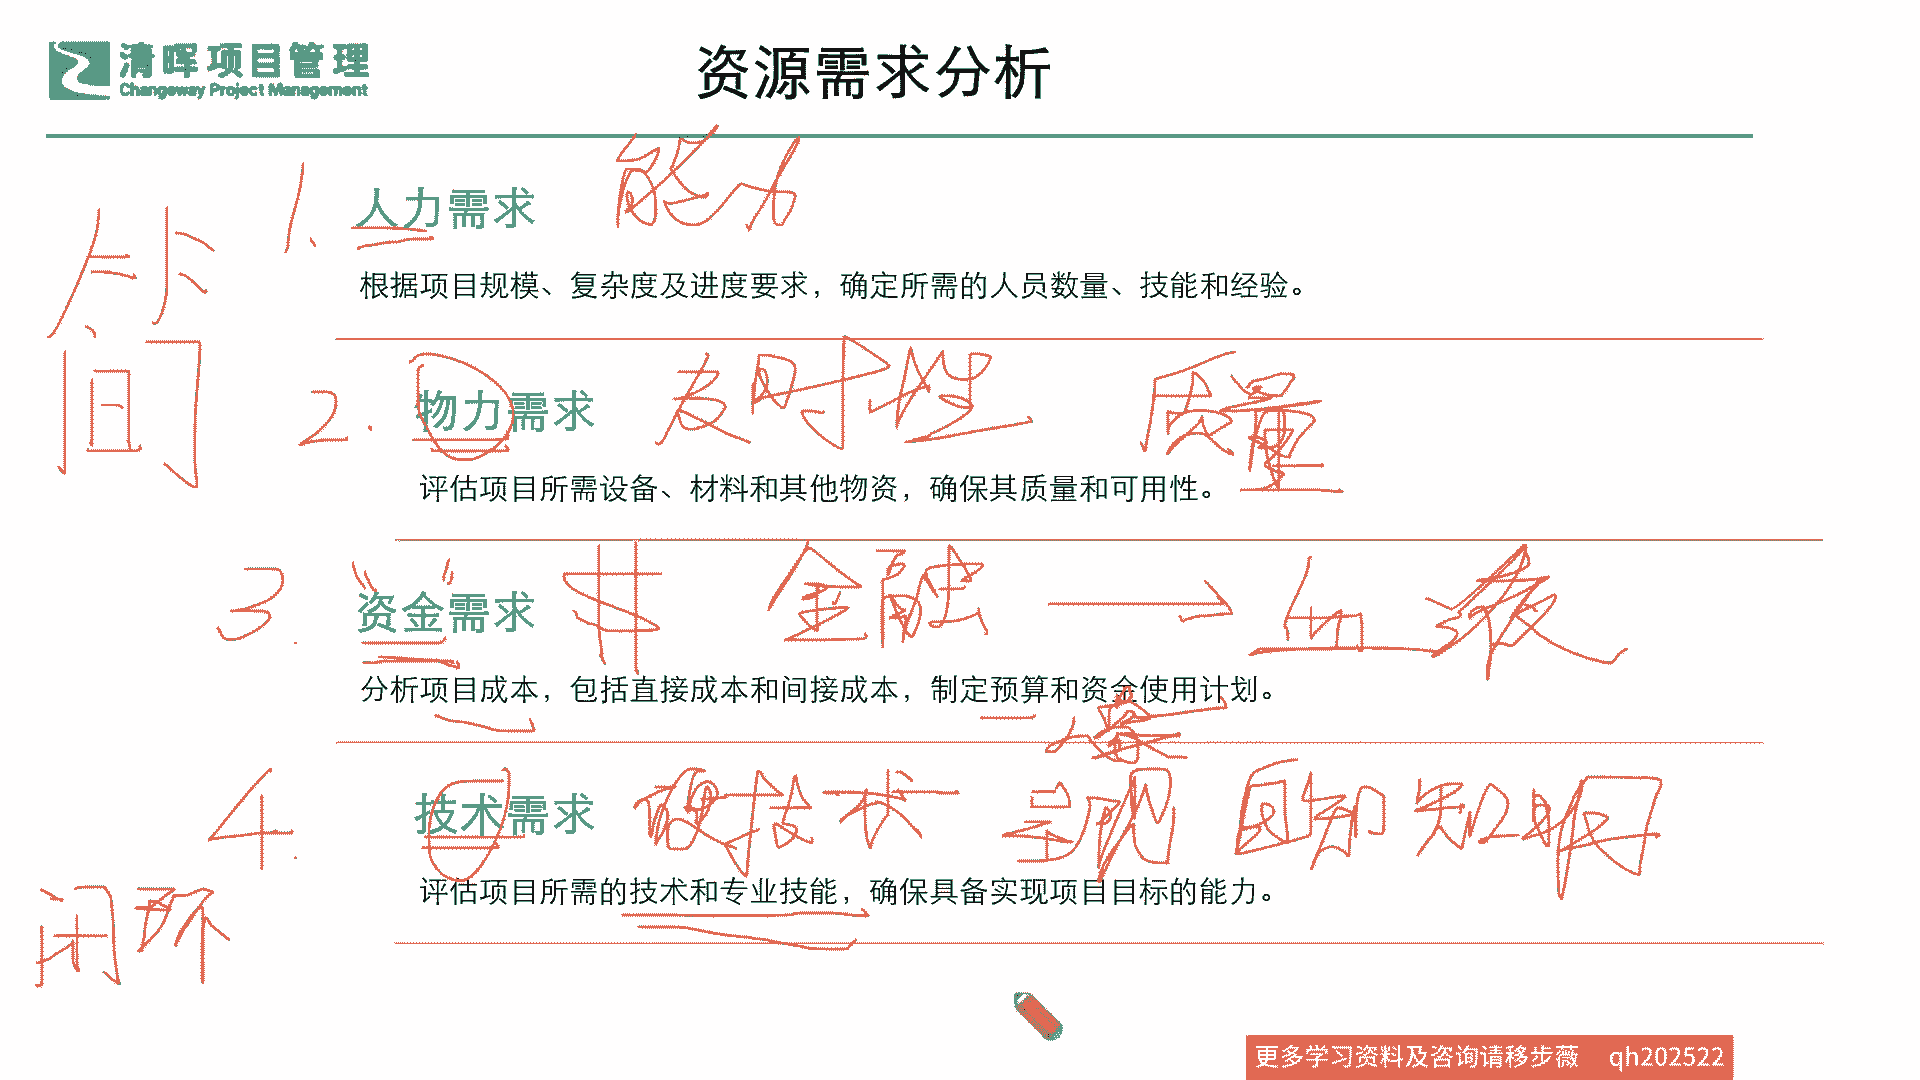 清晖项目管理
Changeway Project Management
资源需求分析
1. 人力需求 能力
根据项目规模、复杂度及进度要求，确定所需的人员数量、技能和经验。
间
2. 物力需求 及时性 质量
评估项目所需设备、材料和其他物资，确保其质量和可用性。
3. “资金”需求 金融 → 血液
分析项目成本，包括直接成本和间接成本，制定预算和资金使用计划。
4. 技术需求 硬技术 呈现 自知 知明
评估项目所需的技术和专业技能，确保具备实现项目目标的能力。
闭环
更多学习资料及咨询请移步薇 qh202522